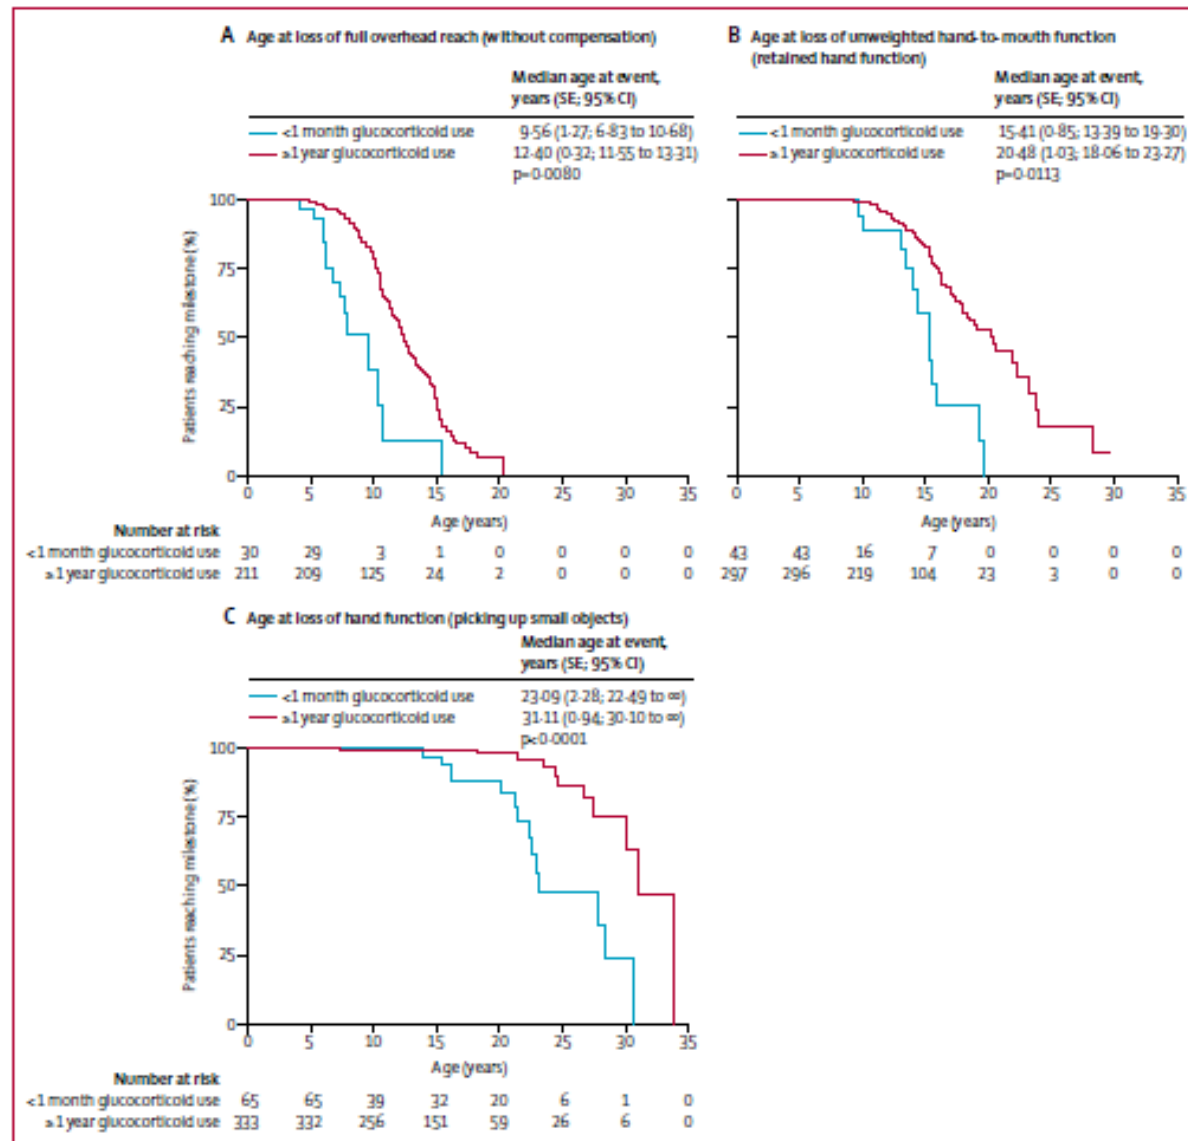 A Age at loss of full overhead reach (without compensation)
Median age at event,
years (SE; 95% CI)
<1 month glucocorticoid use 9·56 (1·27; 6·83 to 10·68)
≥1 year glucocorticoid use 12·40 (0·32; 11·55 to 13·31)
p=0·0080
100
75
50
25
0
Patients reaching milestone (%)
0 5 10 15 20 25 30 35
Age (years)
Number at risk
<1 month glucocorticoid use 30 29 3 1 0 0 0 0
≥1 year glucocorticoid use 211 209 125 24 2 0 0 0
B Age at loss of unweighted hand-to-mouth function
(retained hand function)
Median age at event,
years (SE; 95% CI)
<1 month glucocorticoid use 15·41 (0·85; 13·39 to 19·30)
≥1 year glucocorticoid use 20·48 (1·03; 18·06 to 23·27)
p=0·0113
0 5 10 15 20 25 30 35
Age (years)
43 43 16 7 0 0 0 0
297 296 219 104 23 3 0 0
C Age at loss of hand function (picking up small objects)
Median age at event,
years (SE; 95% CI)
<1 month glucocorticoid use 23·09 (2·28; 22·49 to ∞)
≥1 year glucocorticoid use 31·11 (0·94; 30·10 to ∞)
p<0·0001
100
75
50
25
0
Patients reaching milestone (%)
0 5 10 15 20 25 30 35
Age (years)
Number at risk
<1 month glucocorticoid use 65 65 39 32 20 6 1 0
≥1 year glucocorticoid use 333 332 256 151 59 26 6 0